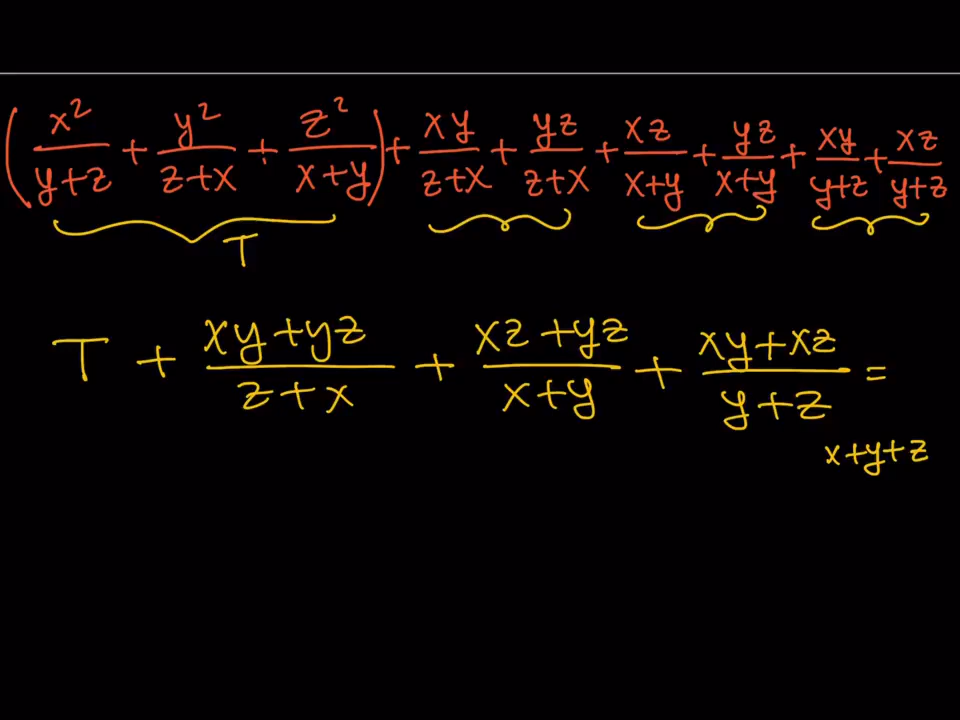 (x²/(y+z) + y²/(z+x) + z²/(x+y)) + xy/(z+x) + yz/(z+x) + xz/(x+y) + yz/(x+y) + xy/(y+z) + xz/(y+z)
T
T + (xy+yz)/(z+x) + (xz+yz)/(x+y) + (xy+xz)/(y+z) =
x+y+z